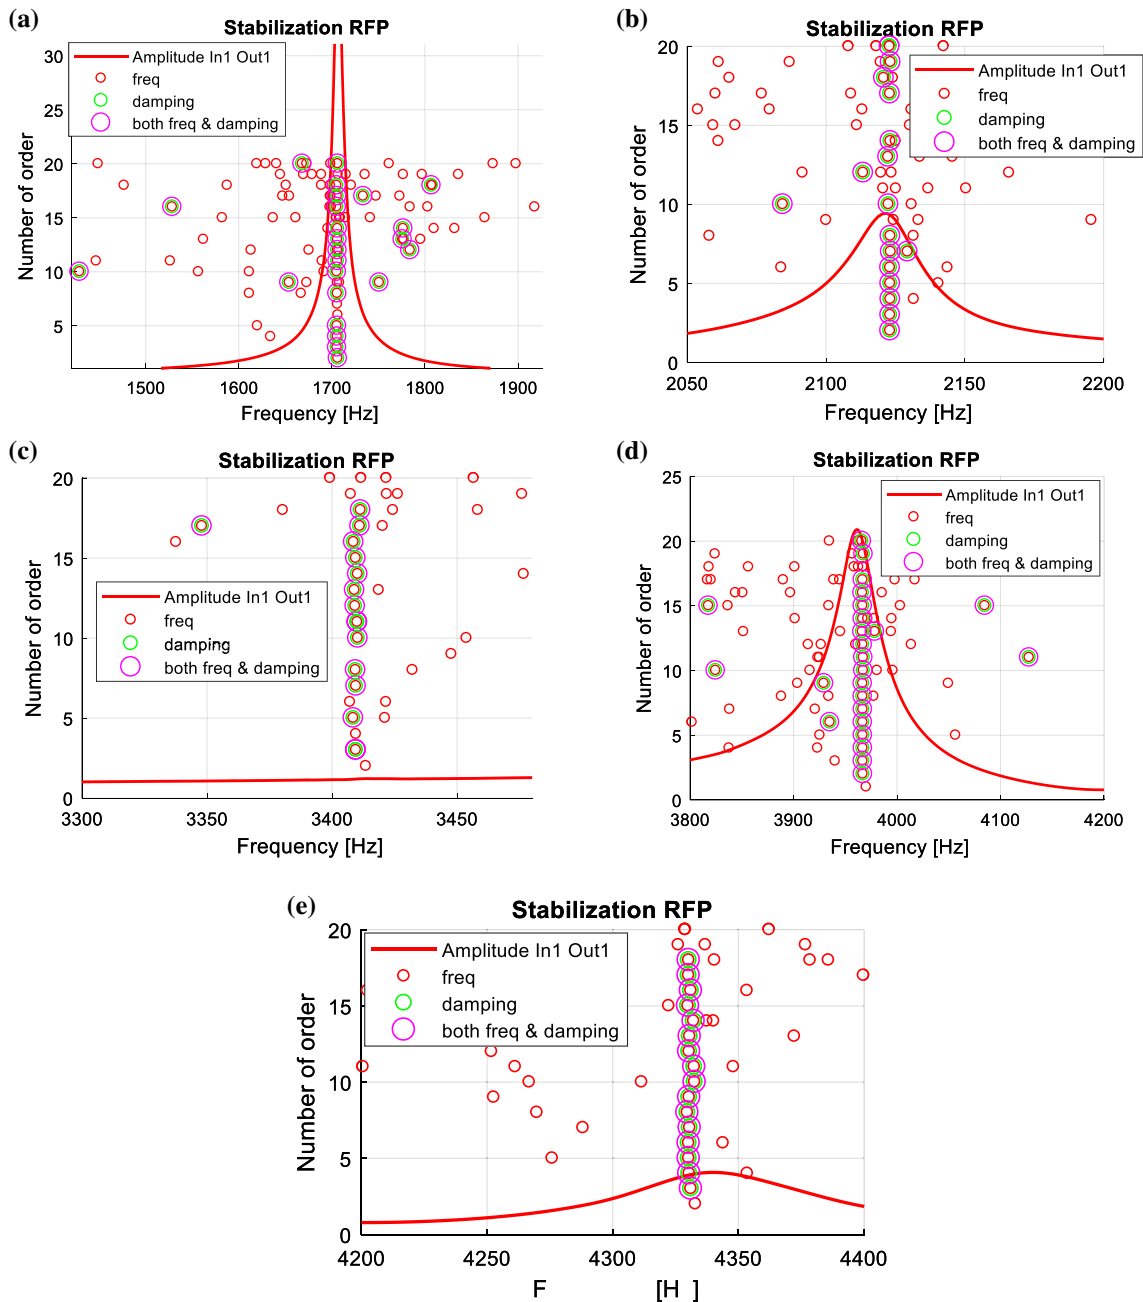 (a)
Stabilization RFP
Amplitude In1 Out1
freq
damping
both freq & damping
Number of order
30
25
20
15
10
5
1500
1600
1700
1800
1900
Frequency [Hz]
(b)
Stabilization RFP
Amplitude In1 Out1
freq
damping
both freq & damping
Number of order
20
15
10
5
0
2050
2100
2150
2200
Frequency [Hz]
(c)
Stabilization RFP
Amplitude In1 Out1
freq
damping
both freq & damping
Number of order
20
15
10
5
0
3300
3350
3400
3450
Frequency [Hz]
(d)
Stabilization RFP
Amplitude In1 Out1
freq
damping
both freq & damping
Number of order
25
20
15
10
5
0
3800
3900
4000
4100
4200
Frequency [Hz]
(e)
Stabilization RFP
Amplitude In1 Out1
freq
damping
both freq & damping
Number of order
20
15
10
5
0
4200
4250
4300
4350
4400
F [H ]